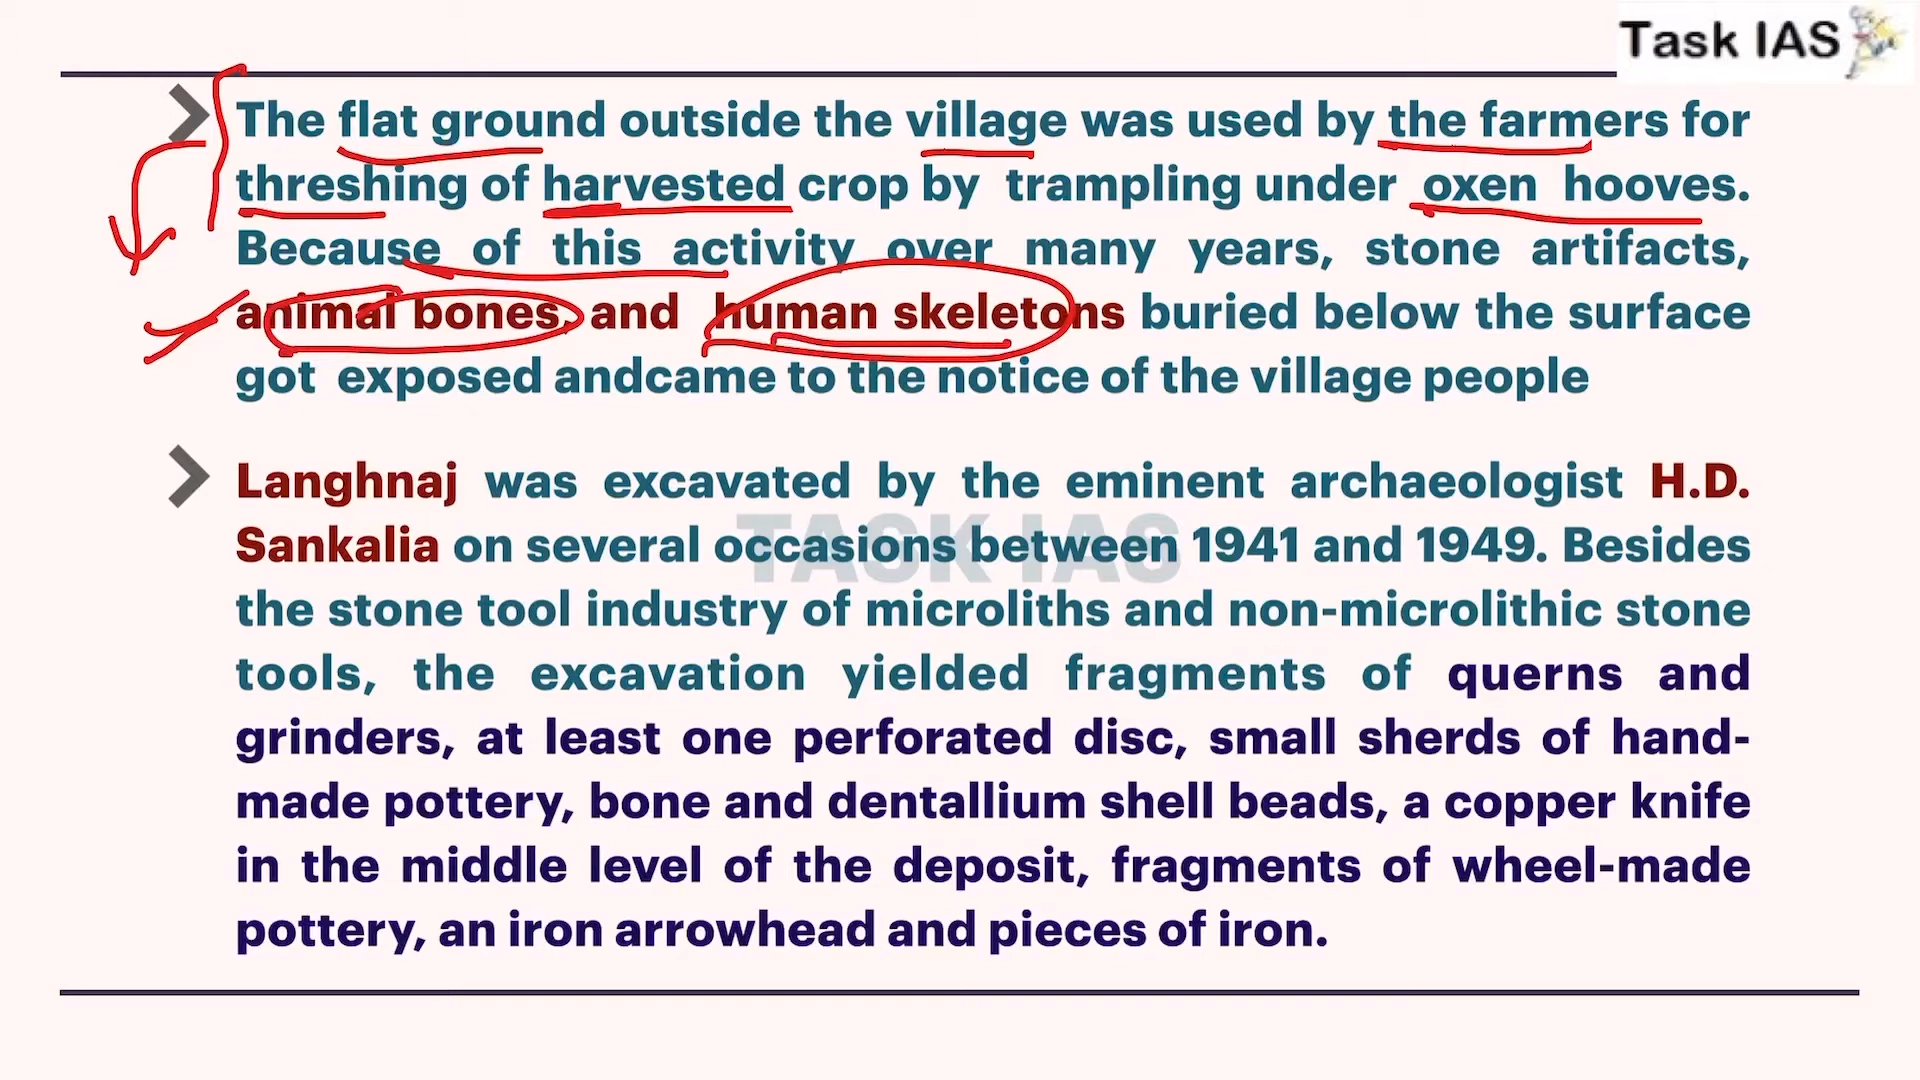 Task IAS
The flat ground outside the village was used by the farmers for
threshing of harvested crop by trampling under oxen hooves.
Because of this activity over many years, stone artifacts,
animal bones, and human skeletons buried below the surface
got exposed andcame to the notice of the village people
Langhnaj was excavated by the eminent archaeologist H.D.
Sankalia on several occasions between 1941 and 1949. Besides
the stone tool industry of microliths and non-microlithic stone
tools, the excavation yielded fragments of querns and
grinders, at least one perforated disc, small sherds of hand-
made pottery, bone and dentallium shell beads, a copper knife
in the middle level of the deposit, fragments of wheel-made
pottery, an iron arrowhead and pieces of iron.
TASK IAS